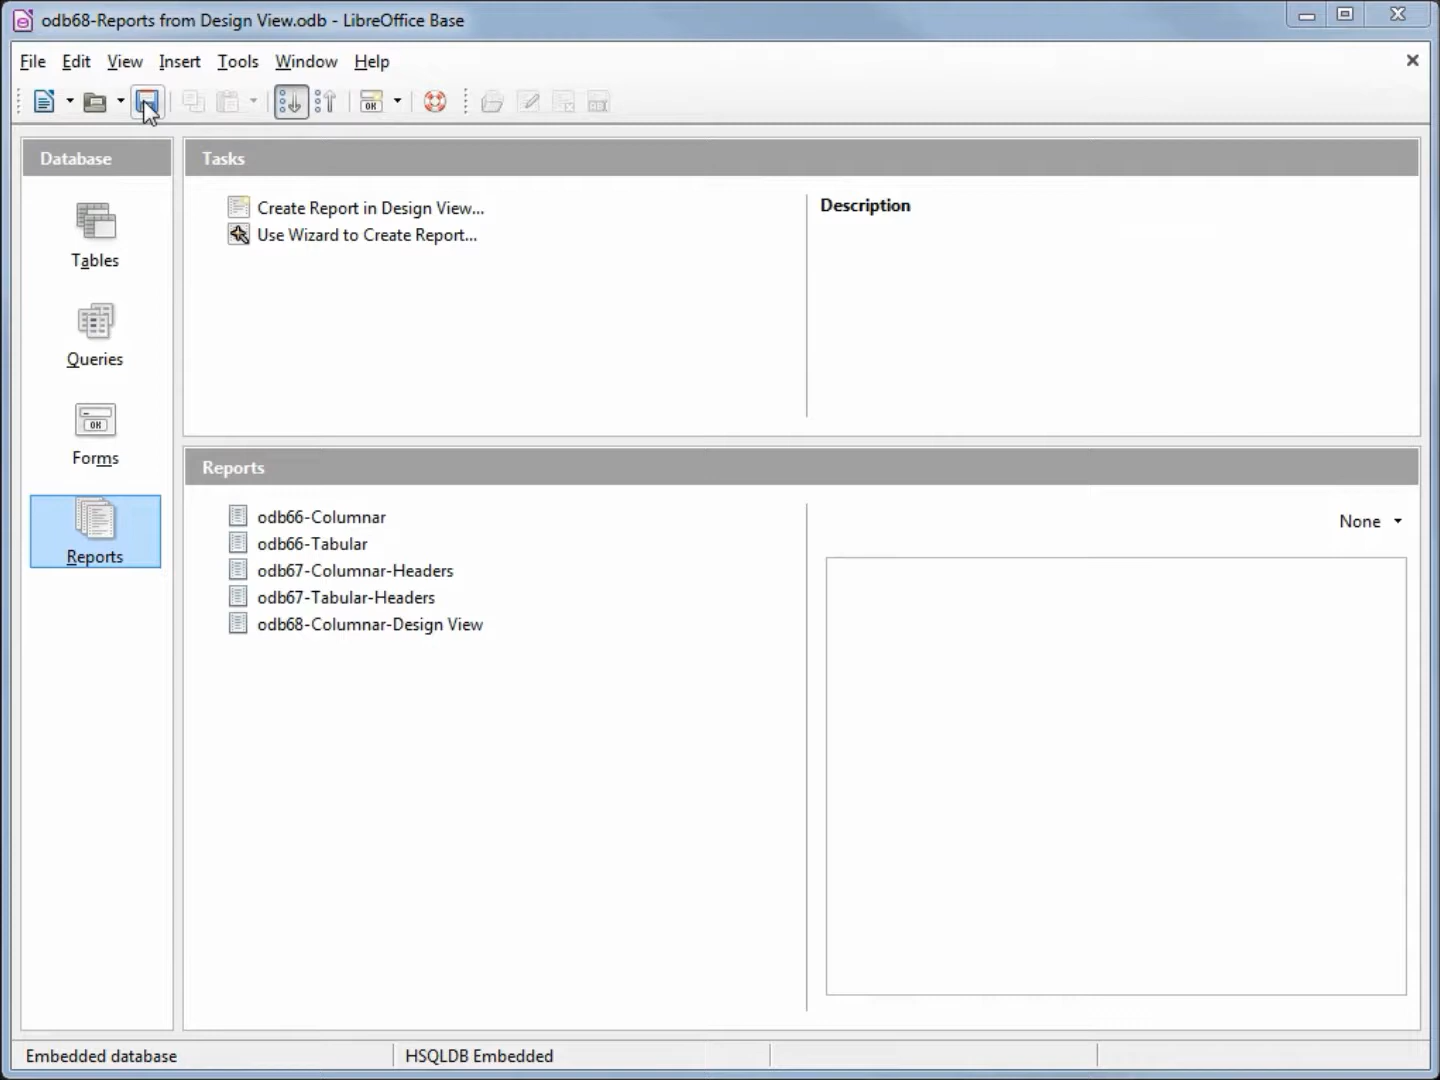 odb68-Reports from Design View.odb - LibreOffice Base
File Edit View Insert Tools Window Help
Database
Tasks
Create Report in Design View...
Use Wizard to Create Report...
Description
Tables
Queries
Forms
Reports
Reports
odb66-Columnar
odb66-Tabular
odb67-Columnar-Headers
odb67-Tabular-Headers
odb68-Columnar-Design View
None
Embedded database
HSQLDB Embedded